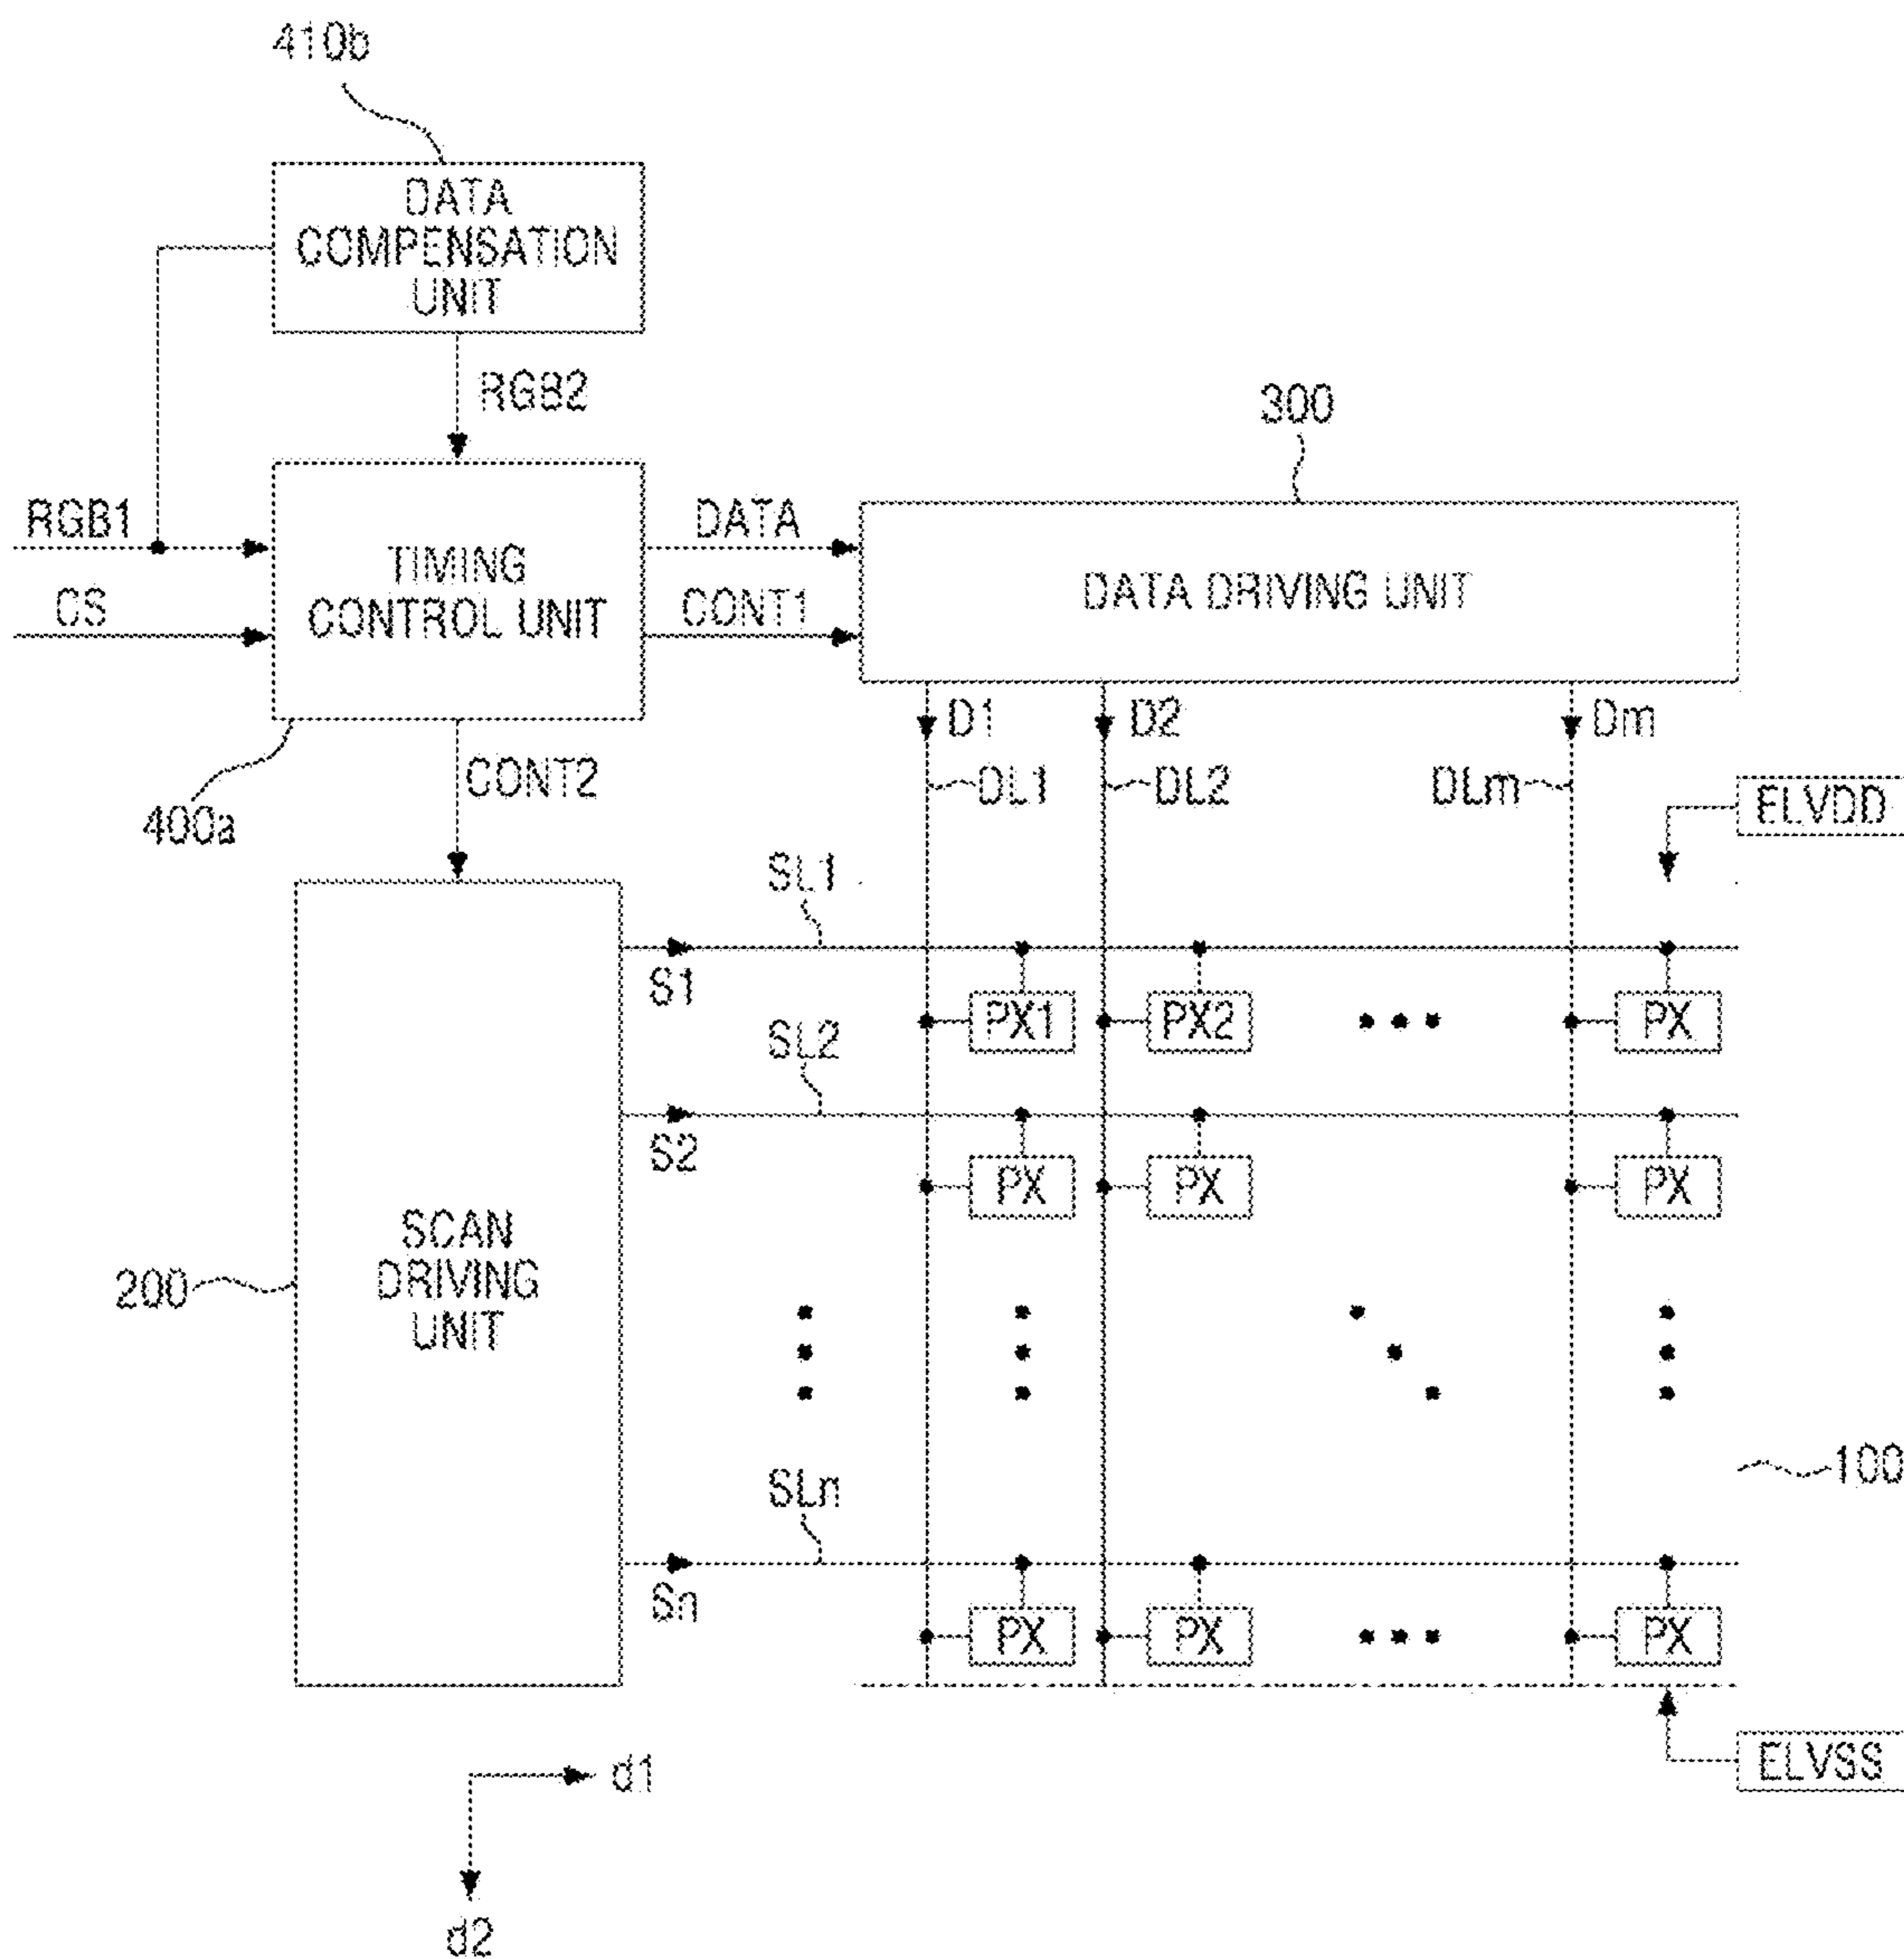 410b
DATA
COMPENSATION
UNIT
RGB2
300
RGB1
DATA
TIMING
CONTROL UNIT
DATA DRIVING UNIT
CS
CONT1
D1
D2
Dm
CONT2
DL1
DL2
DLm
ELVDD
400a
SL1
S1
PX1
PX2
PX
SL2
S2
PX
PX
PX
SCAN
DRIVING
UNIT
200
100
SLn
Sn
PX
PX
PX
ELVSS
d1
d2